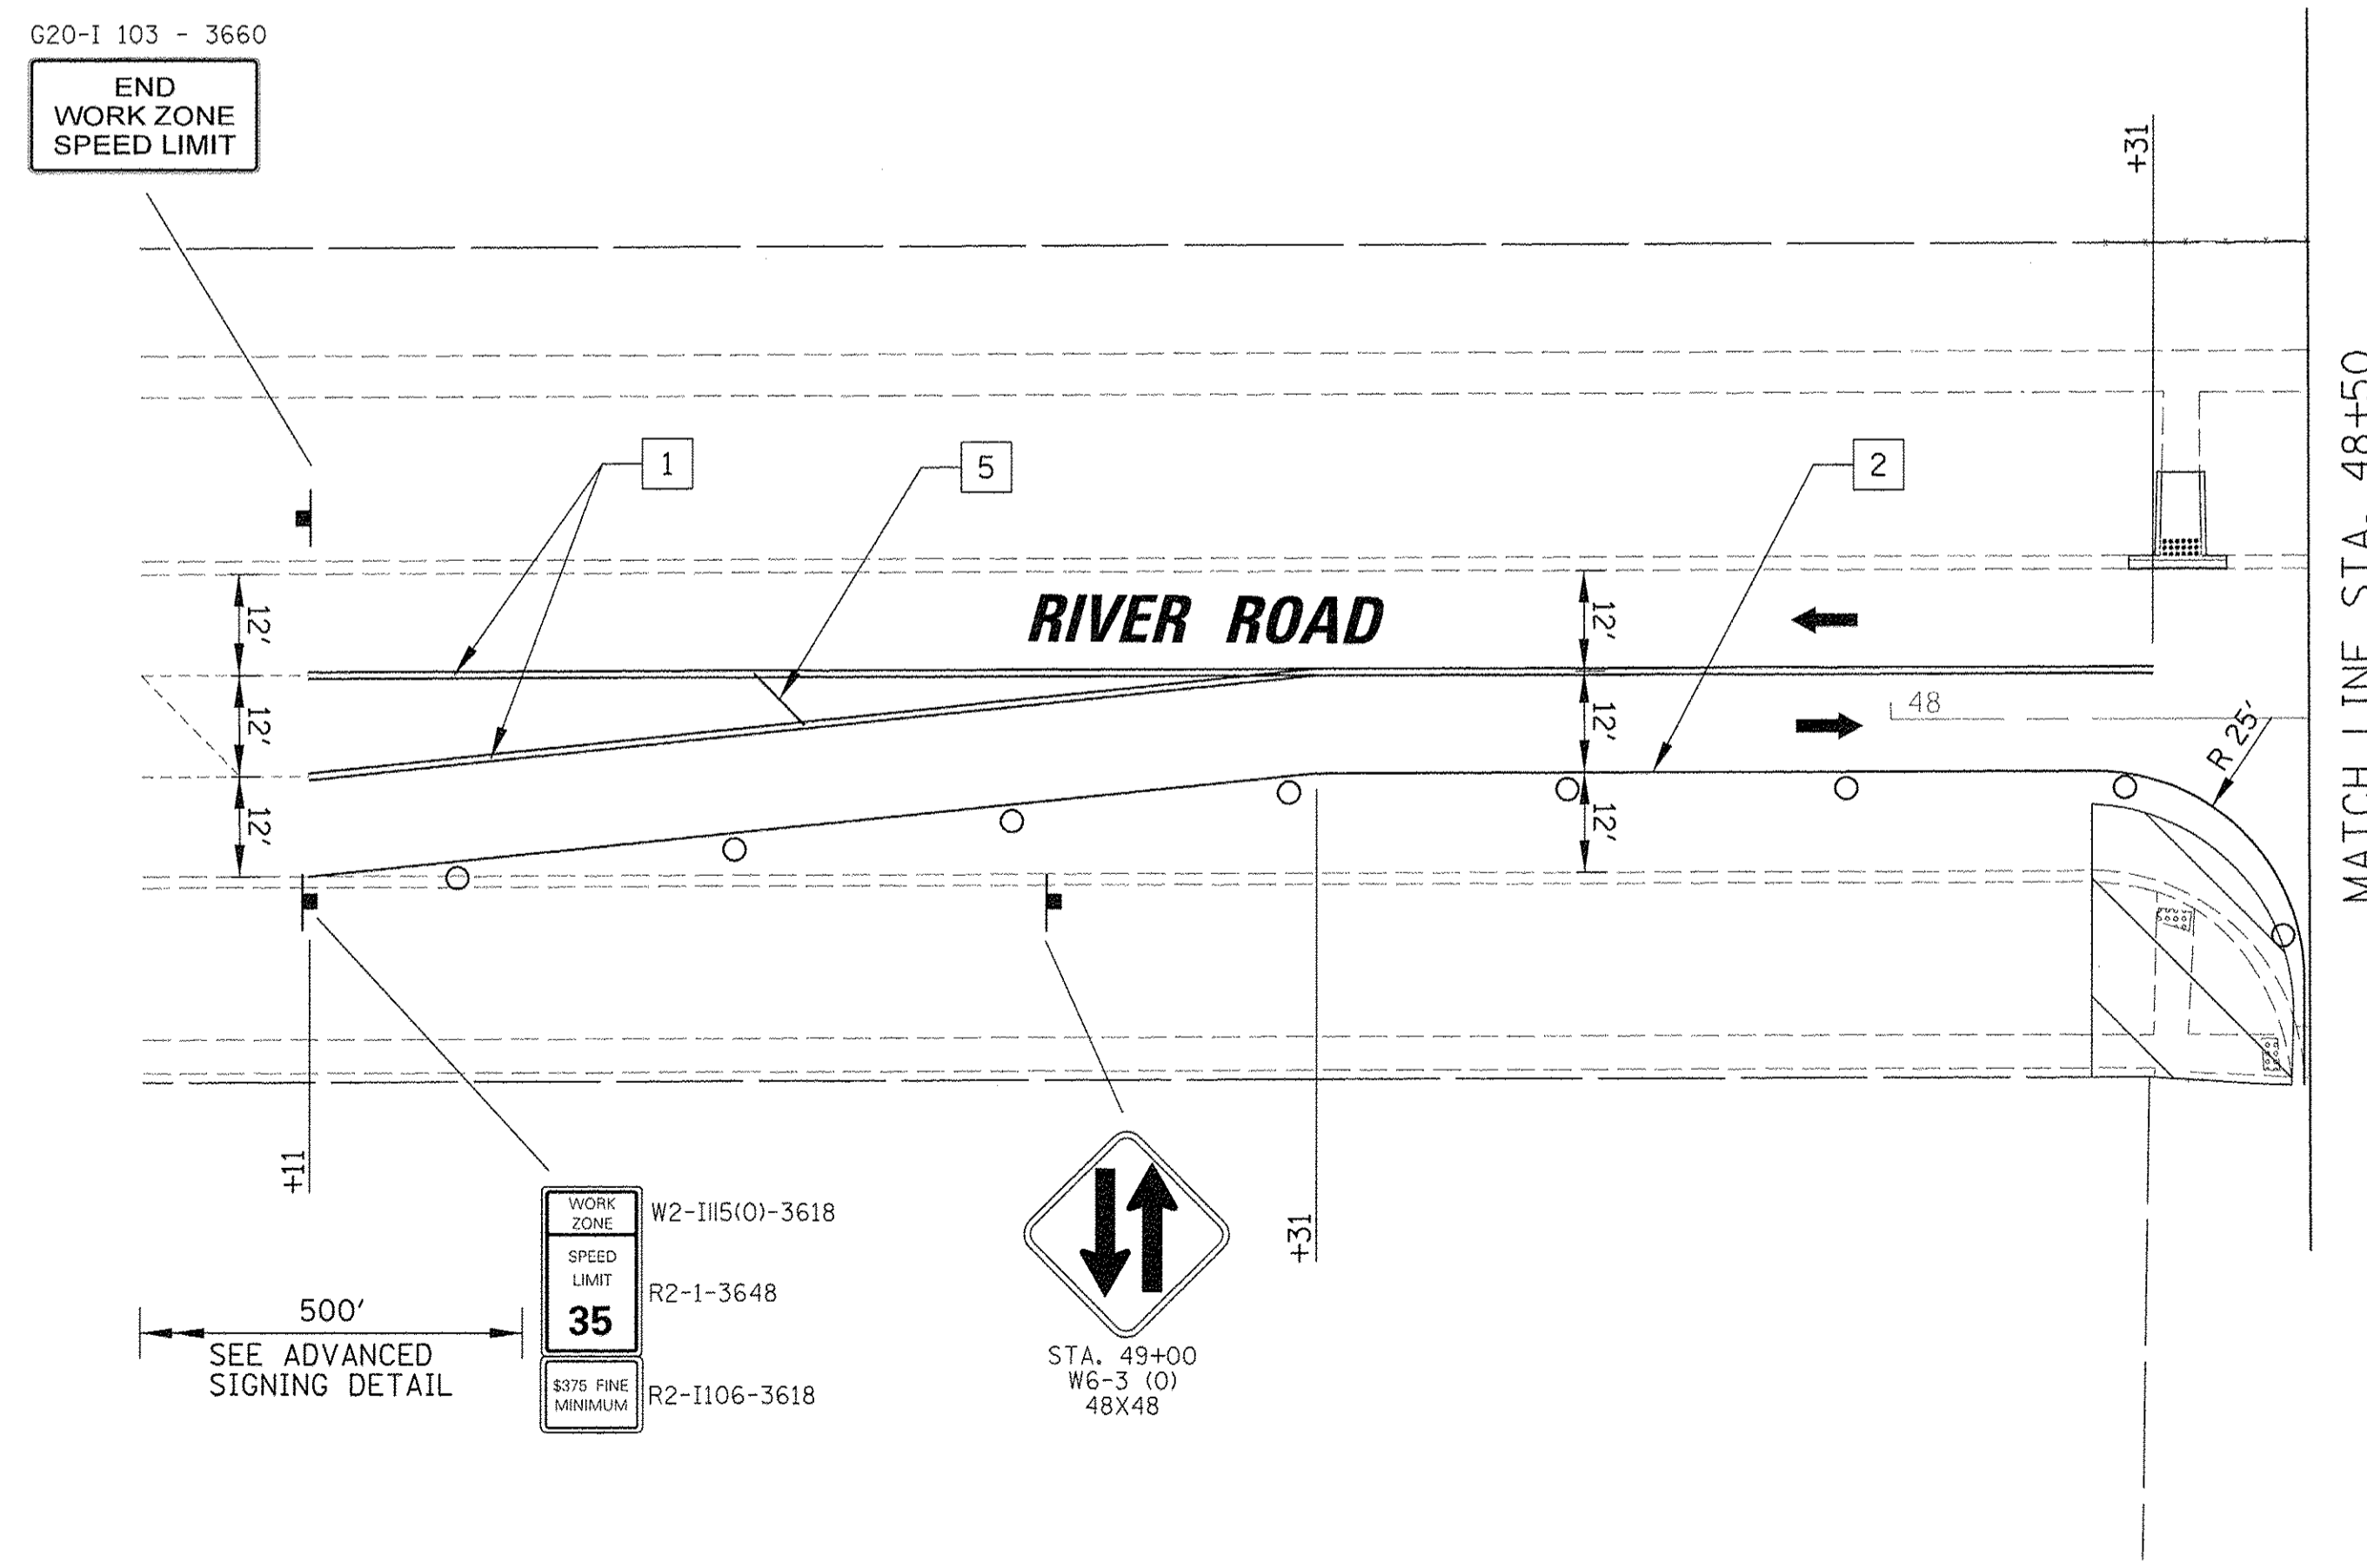 G20-I 103 - 3660
END
WORK ZONE
SPEED LIMIT
+31
MATCH LINE STA. 48+50
1
5
2
RIVER ROAD
12'
12'
12'
12'
12'
12'
48
R 25'
+11
+31
WORK
ZONE
W2-I115(O)-3618
SPEED
LIMIT
35
R2-1-3648
$375 FINE
MINIMUM
R2-I106-3618
500'
SEE ADVANCED
SIGNING DETAIL
STA. 49+00
W6-3 (O)
48X48